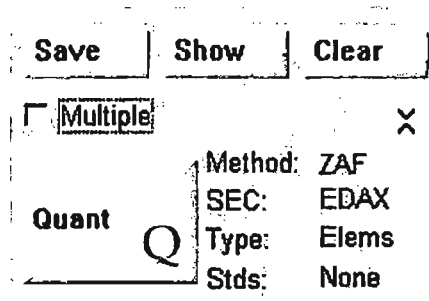 Save Show Clear
Multiple
Method: ZAF
SEC: EDAX
Quant Q Type: Elems
Stds: None